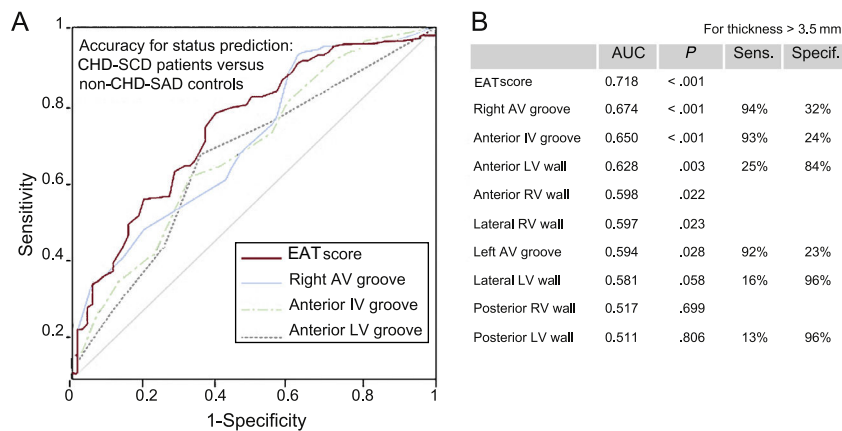 A
Accuracy for status prediction:
CHD-SCD patients versus
non-CHD-SAD controls
1
0.8
0.6
0.4
0.2
Sensitivity
EATscore
Right AV groove
Anterior IV groove
Anterior LV groove
0 0.2 0.4 0.6 0.8 1
1-Specificity
B
For thickness > 3.5 mm
AUC P Sens. Specif.
EATscore 0.718 < .001
Right AV groove 0.674 < .001 94% 32%
Anterior IV groove 0.650 < .001 93% 24%
Anterior LV wall 0.628 .003 25% 84%
Anterior RV wall 0.598 .022
Lateral RV wall 0.597 .023
Left AV groove 0.594 .028 92% 23%
Lateral LV wall 0.581 .058 16% 96%
Posterior RV wall 0.517 .699
Posterior LV wall 0.511 .806 13% 96%